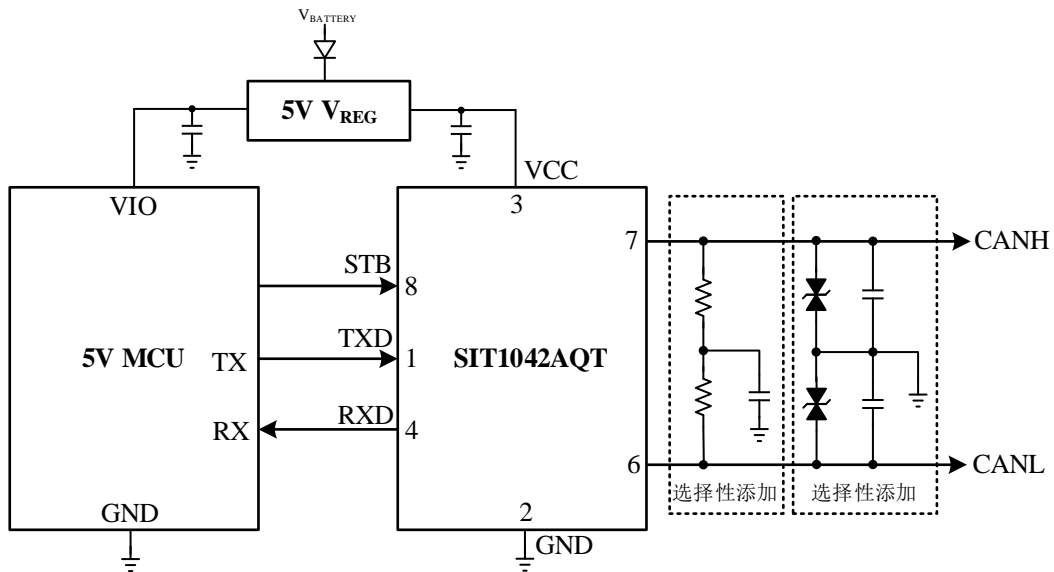 VBATTERY
5V VREG
VCC
VIO
3
7
CANH
STB
8
5V MCU
TX
TXD
1
SIT1042AQT
RX
RXD
4
6
CANL
选择性添加
选择性添加
GND
2
GND